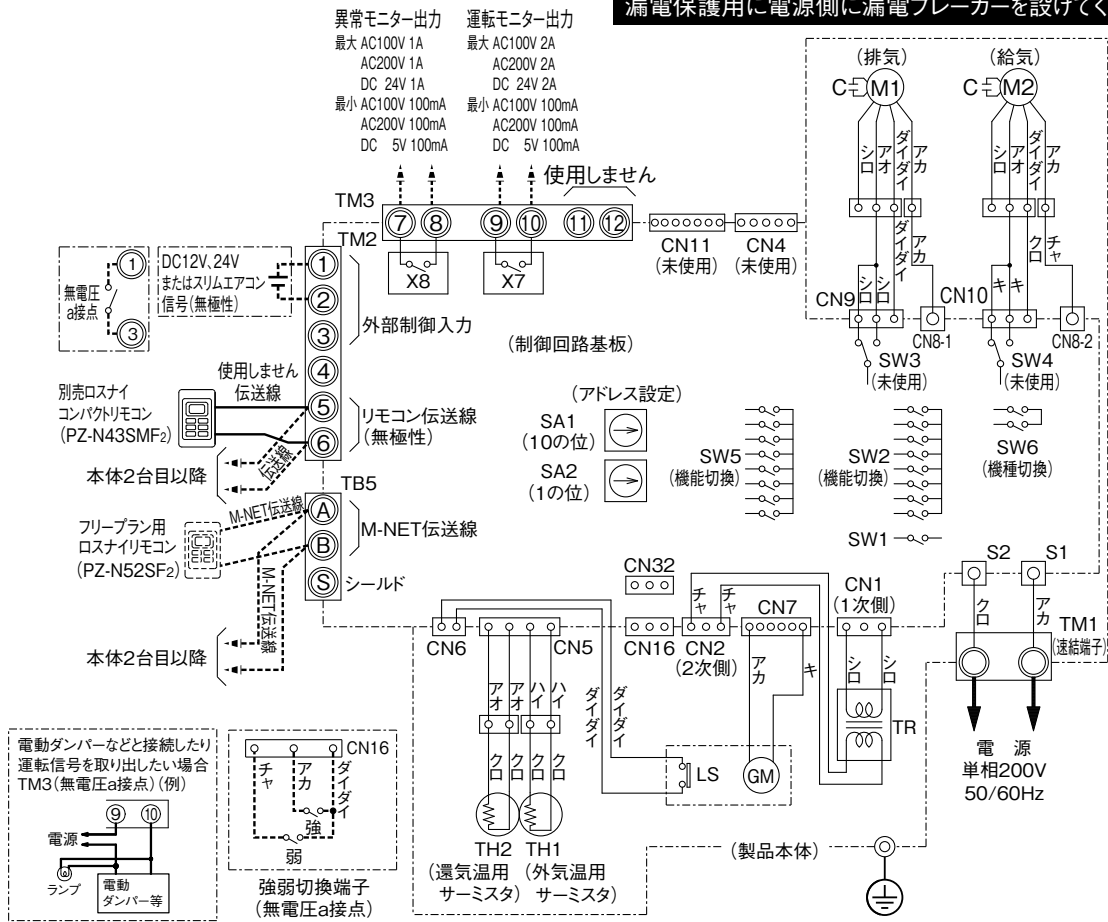 漏電保護用に電源側に漏電ブレーカーを設けてく
異常モニター出力
最大 AC100V 1A
AC200V 1A
DC 24V 1A
最小 AC100V 100mA
AC200V 100mA
DC 5V 100mA
運転モニター出力
最大 AC100V 2A
AC200V 2A
DC 24V 2A
最小 AC100V 100mA
AC200V 100mA
DC 5V 100mA
使用しません
TM3
⑦ ⑧ ⑨ ⑩ ⑪ ⑫
X8
X7
CN11
(未使用)
CN4
(未使用)
(排気)
C M1
シロ
アオ
ダイダイ
アカ
ダイダイ
アカ
シロ
シロ
CN9
CN8-1
SW3
(未使用)
(給気)
C M2
シロ
アオ
ダイダイ
アカ
クロ
チャ
キ
キ
CN10
CN8-2
SW4
(未使用)
TM2
①
②
③
④
⑤
⑥
①
無電圧
a接点
③
DC12V、24V
またはスリムエアコン
信号(無極性)
外部制御入力
(制御回路基板)
使用しません
伝送線
別売ロスナイ
コンパクトリモコン
(PZ-N43SMF2)
リモコン伝送線
(無極性)
伝送線
本体2台目以降
(アドレス設定)
SA1
(10の位)
SA2
(1の位)
SW5
(機能切換)
SW2
(機能切換)
SW6
(機種切換)
SW1
TB5
Ⓐ
Ⓑ
Ⓢ
M-NET伝送線
M-NET伝送線
シールド
フリープラン用
ロスナイリモコン
(PZ-N52SF2)
M-NET伝送線
本体2台目以降
S2
S1
クロ
アカ
TM1
(速結端子)
電 源
単相200V
50/60Hz
CN32
CN6
CN5
CN16
チャ
チャ
CN2
(2次側)
CN7
CN1
(1次側)
アカ
キ
シロ
シロ
TR
アオ
アオ
ハイ
ハイ
クロ
クロ
クロ
クロ
ダイダイ
ダイダイ
LS
GM
TH2
(還気温用
サーミスタ)
TH1
(外気温用
サーミスタ)
(製品本体)
電動ダンパーなどと接続したり
運転信号を取り出したい場合
TM3(無電圧a接点)(例)
⑨ ⑩
電源
ランプ
電動
ダンパー等
CN16
チャ
アカ
ダイダイ
強
弱
強弱切換端子
(無電圧a接点)